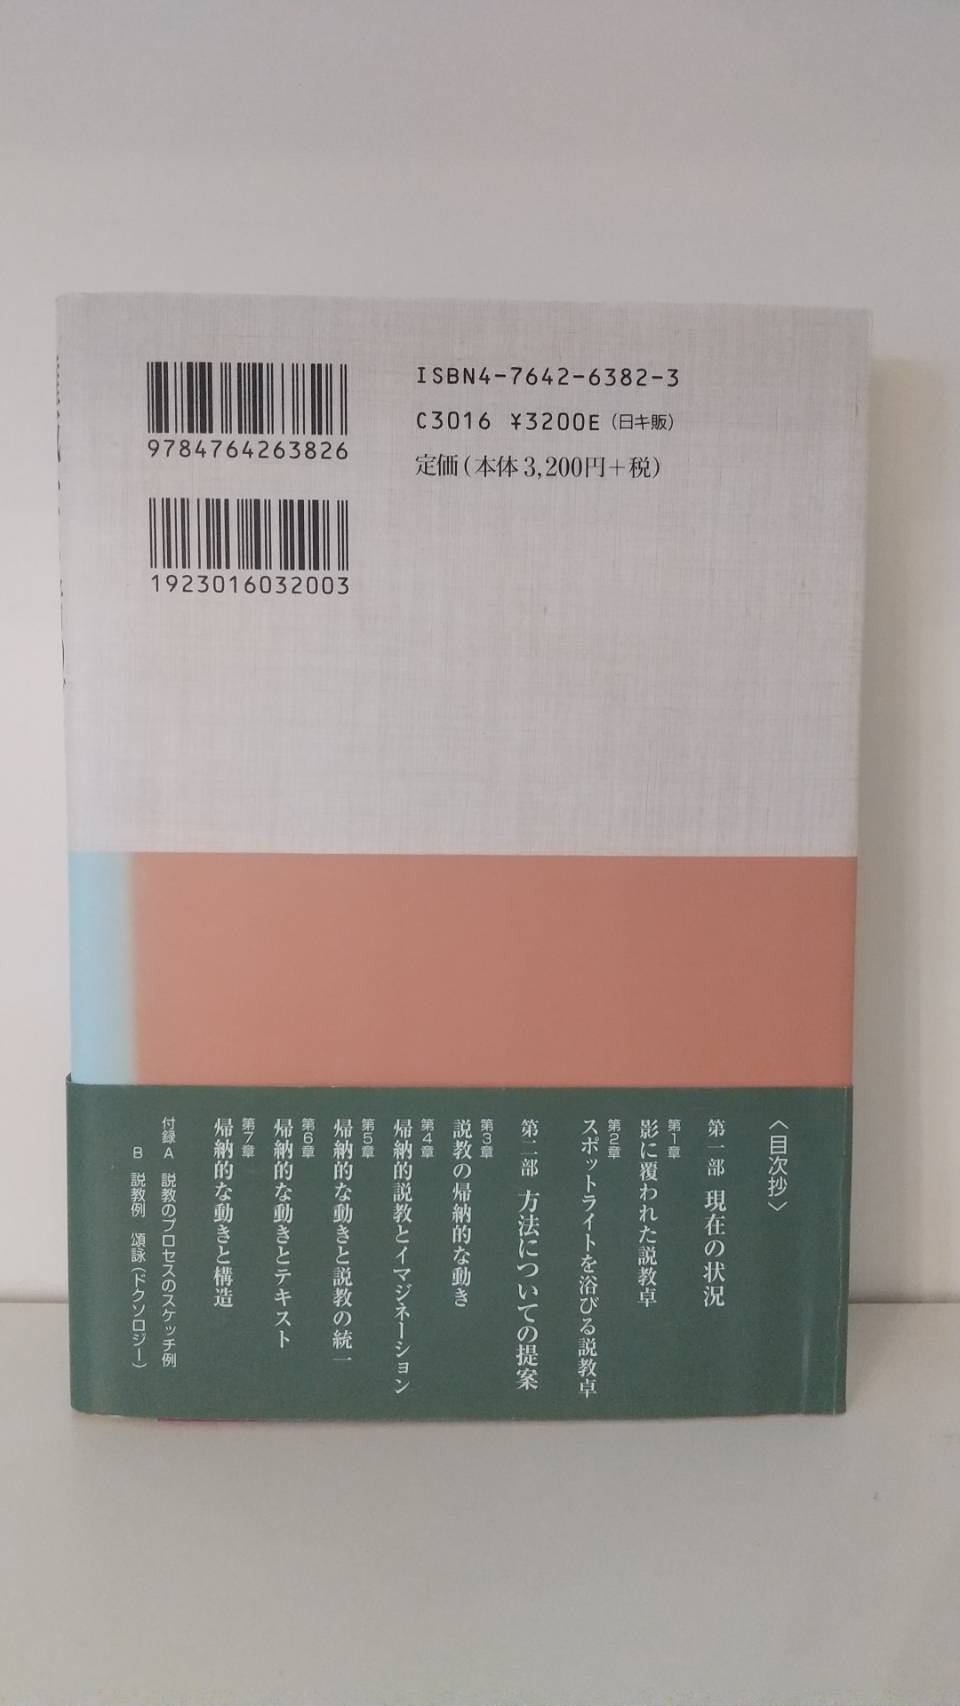 9784764263826
1923016032003
ISBN4-7642-6382-3
C3016 ¥3200E（日キ販）
定価（本体3,200円＋税）
〈目次抄〉
第一部 現在の状況
第1章
影に覆われた説教卓
第2章
スポットライトを浴びる説教卓
第二部 方法についての提案
第3章
説教の帰納的な動き
第4章
帰納的説教とイマジネーション
第5章
帰納的な動きと説教の統一
第6章
帰納的な動きとテキスト
第7章
帰納的な動きと構造
付録 A 説教のプロセスのスケッチ例
B 説教例 頌詠（ドクソロジー）